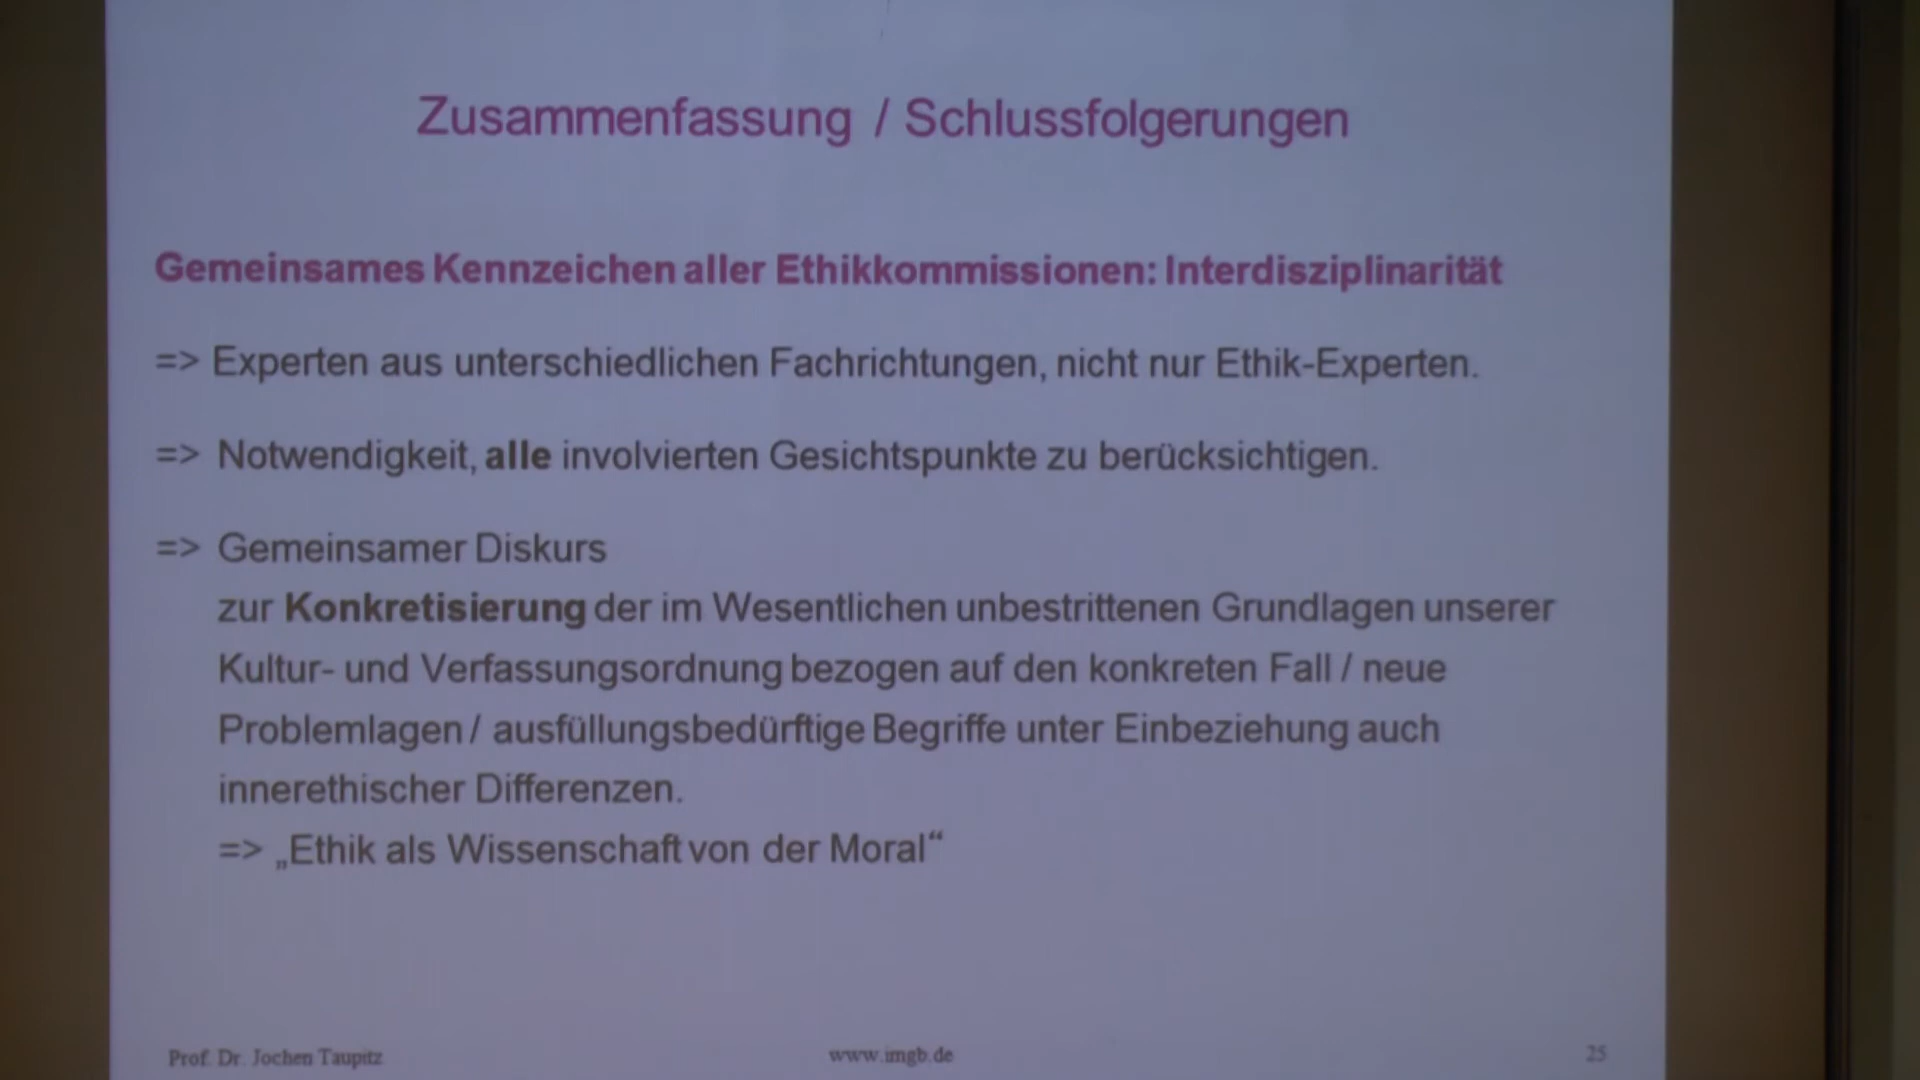 Zusammenfassung / Schlussfolgerungen
Gemeinsames Kennzeichen aller Ethikkommissionen: Interdisziplinarität
=> Experten aus unterschiedlichen Fachrichtungen, nicht nur Ethik-Experten.
=> Notwendigkeit, alle involvierten Gesichtspunkte zu berücksichtigen.
=> Gemeinsamer Diskurs
zur Konkretisierung der im Wesentlichen unbestrittenen Grundlagen unserer
Kultur- und Verfassungsordnung bezogen auf den konkreten Fall / neue
Problemlagen / ausfüllungsbedürftige Begriffe unter Einbeziehung auch
innerethischer Differenzen.
=> „Ethik als Wissenschaft von der Moral“
Prof. Dr. Jochen Taupitz
www.imgb.de
25